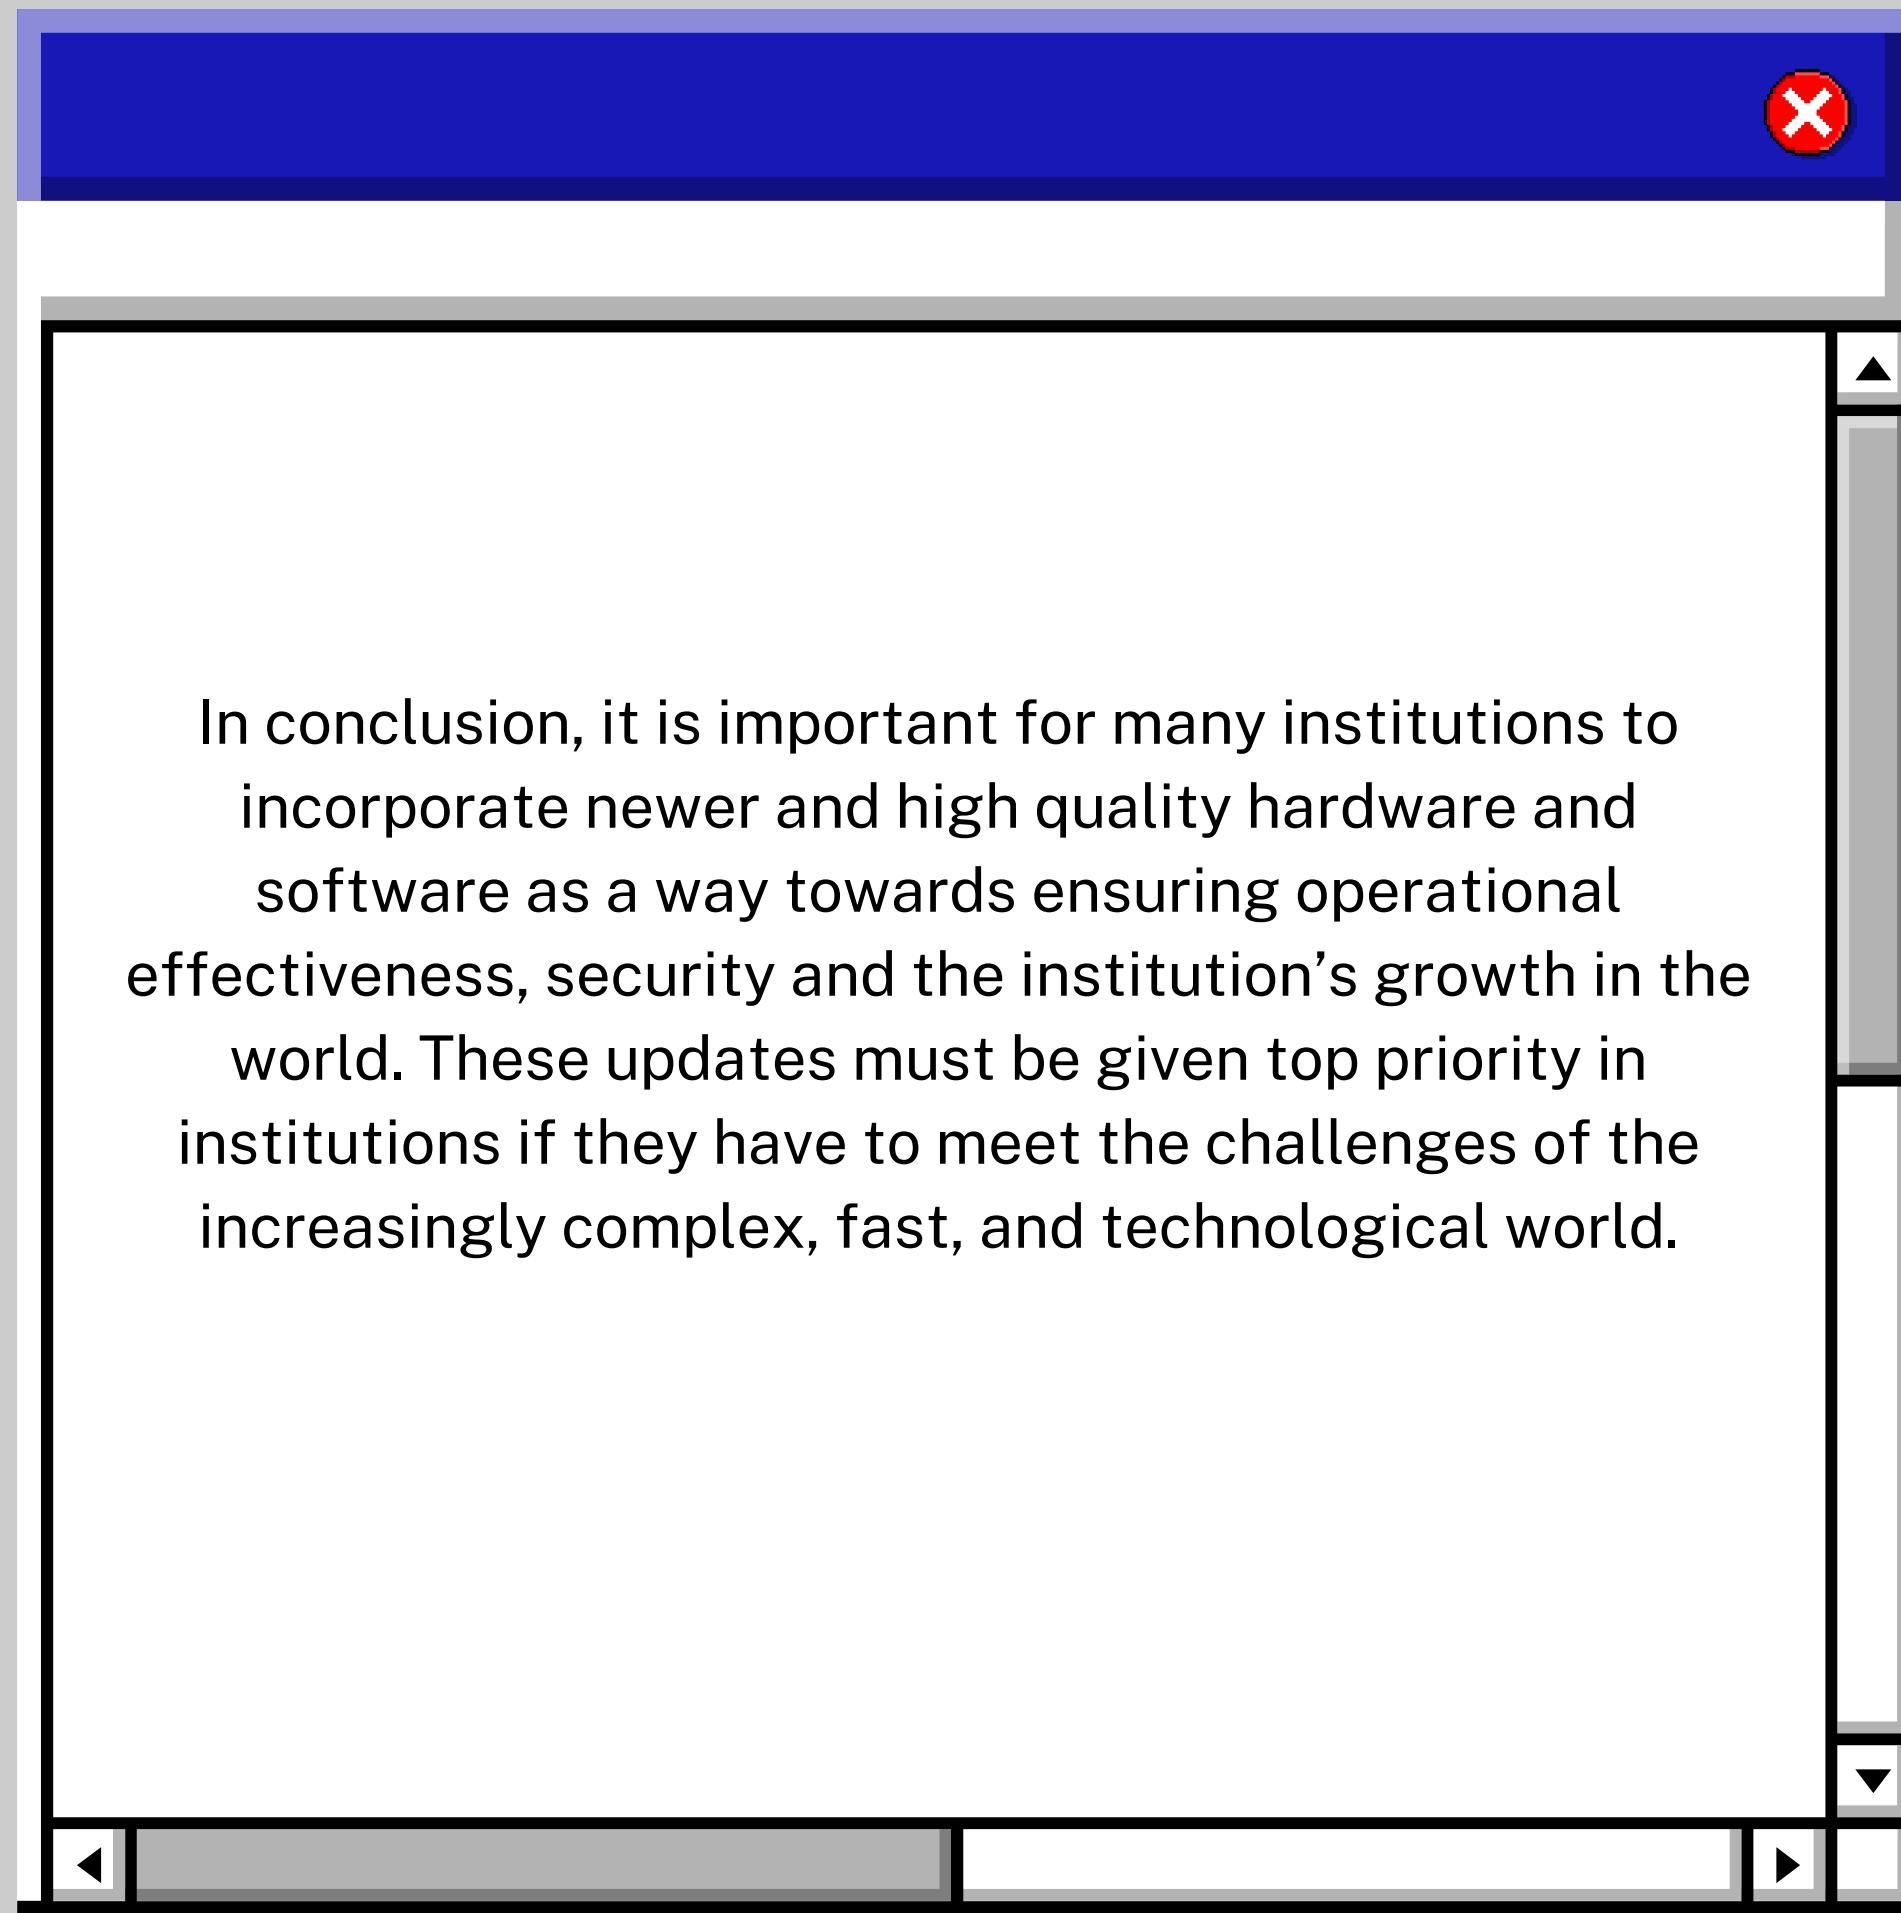 In conclusion, it is important for many institutions to
incorporate newer and high quality hardware and
software as a way towards ensuring operational
effectiveness, security and the institution’s growth in the
world. These updates must be given top priority in
institutions if they have to meet the challenges of the
increasingly complex, fast, and technological world.